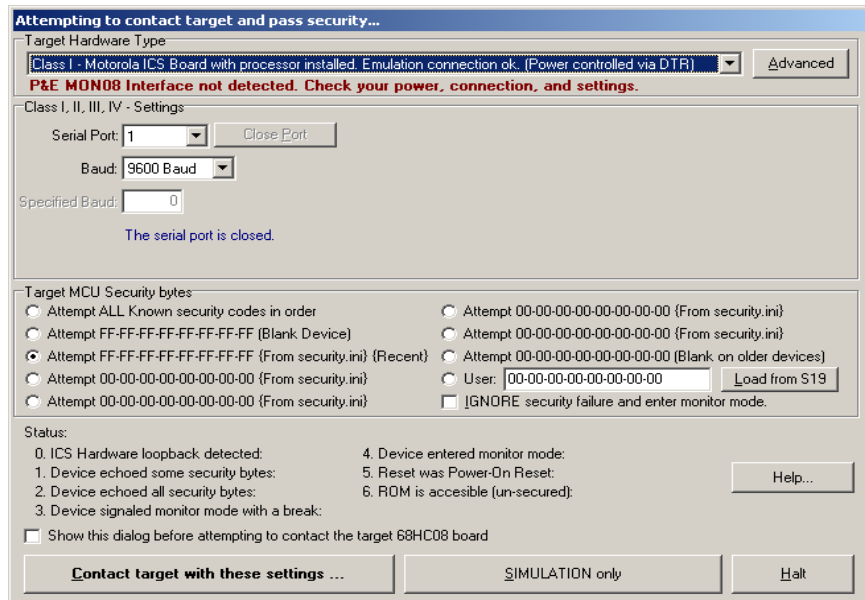 Attempting to contact target and pass security...
Target Hardware Type
Class I - Motorola ICS Board with processor installed. Emulation connection ok. (Power controlled via DTR)
Advanced
P&E MON08 Interface not detected. Check your power, connection, and settings.
Class I, II, III, IV - Settings
Serial Port: 1
Close Port
Baud: 9600 Baud
Specified Baud: 0
The serial port is closed.
Target MCU Security bytes
Attempt ALL Known security codes in order
Attempt FF-FF-FF-FF-FF-FF-FF-FF (Blank Device)
Attempt FF-FF-FF-FF-FF-FF-FF-FF {From security.ini} {Recent}
Attempt 00-00-00-00-00-00-00-00 {From security.ini}
Attempt 00-00-00-00-00-00-00-00 {From security.ini}
Attempt 00-00-00-00-00-00-00-00 {From security.ini}
Attempt 00-00-00-00-00-00-00-00 {From security.ini}
Attempt 00-00-00-00-00-00-00-00 (Blank on older devices)
User: 00-00-00-00-00-00-00-00
Load from S19
IGNORE security failure and enter monitor mode.
Status:
0. ICS Hardware loopback detected:
1. Device echoed some security bytes:
2. Device echoed all security bytes:
3. Device signaled monitor mode with a break:
4. Device entered monitor mode:
5. Reset was Power-On Reset:
6. ROM is accesible (un-secured):
Help...
Show this dialog before attempting to contact the target 68HC08 board
Contact target with these settings ...
SIMULATION only
Halt